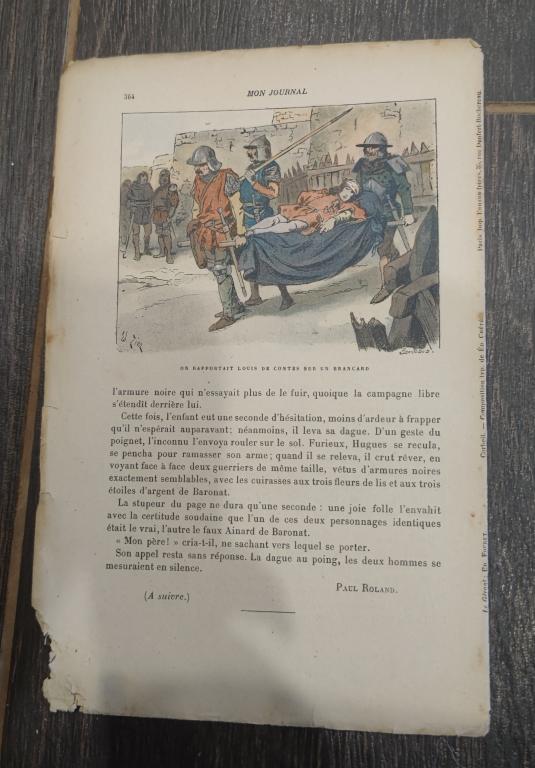 364
MON JOURNAL
ON RAPPORTAIT LOUIS DE CONTES SUR UN BRANCARD
l'armure noire qui n'essayait plus de le fuir, quoique la campagne libre
s'étendît derrière lui.
Cette fois, l'enfant eut une seconde d'hésitation, moins d'ardeur à frapper
qu'il n'espérait auparavant; néanmoins, il leva sa dague. D'un geste du
poignet, l'inconnu l'envoya rouler sur le sol. Furieux, Hugues se recula,
se pencha pour ramasser son arme; quand il se releva, il crut rêver, en
voyant face à face deux guerriers de même taille, vêtus d'armures noires
exactement semblables, avec les cuirasses aux trois fleurs de lis et aux trois
étoiles d'argent de Baronat.
La stupeur du page ne dura qu'une seconde : une joie folle l'envahit
avec la certitude soudaine que l'un de ces deux personnages identiques
était le vrai, l'autre le faux Ainard de Baronat.
« Mon père! » cria-t-il, ne sachant vers lequel se porter.
Son appel resta sans réponse. La dague au poing, les deux hommes se
mesuraient en silence.
PAUL ROLAND.
(A suivre.)
Le Gérant: 
Corbeil. — Composition typ. de Éd. Crété.
Paris. Imp. 
rue Denfert-Rochereau.